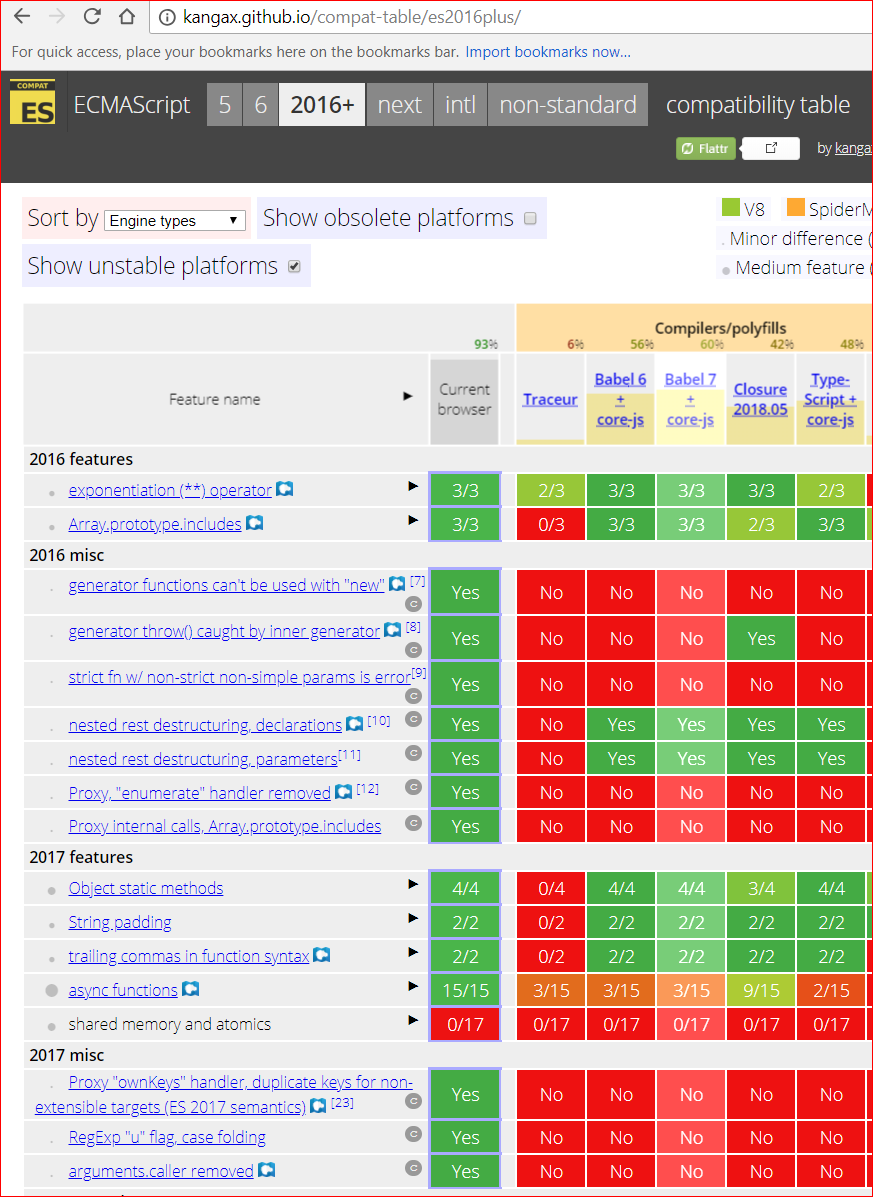 kangax.github.io/compat-table/es2016plus/
For quick access, place your bookmarks here on the bookmarks bar. Import bookmarks now...
COMPAT
ES
ECMAScript 5 6 2016+ next intl non-standard compatibility table
Flattr by kanga
Sort by Engine types Show obsolete platforms
Show unstable platforms
V8 SpiderM
Minor difference (
Medium feature (
Compilers/polyfills
93% 6% 56% 60% 42% 48%
Feature name Current browser Traceur Babel 6 + core-js Babel 7 + core-js Closure 2018.05 Type-Script + core-js
2016 features
exponentiation (**) operator 3/3 2/3 3/3 3/3 3/3 2/3
Array.prototype.includes 3/3 0/3 3/3 3/3 2/3 3/3
2016 misc
generator functions can't be used with "new" [7] C Yes No No No No No
generator throw() caught by inner generator [8] C Yes No No No Yes No
strict fn w/ non-strict non-simple params is error[9] C Yes No No No No No
nested rest destructuring, declarations [10] C Yes No Yes Yes Yes Yes
nested rest destructuring, parameters[11] C Yes No Yes Yes Yes Yes
Proxy, "enumerate" handler removed [12] C Yes No No No No No
Proxy internal calls, Array.prototype.includes C Yes No No No No No
2017 features
Object static methods 4/4 0/4 4/4 4/4 3/4 4/4
String padding 2/2 0/2 2/2 2/2 2/2 2/2
trailing commas in function syntax 2/2 0/2 2/2 2/2 2/2 2/2
async functions 15/15 3/15 3/15 3/15 9/15 2/15
shared memory and atomics 0/17 0/17 0/17 0/17 0/17 0/17
2017 misc
Proxy "ownKeys" handler, duplicate keys for non-
extensible targets (ES 2017 semantics) [23] C Yes No No No No No
RegExp "u" flag, case folding C Yes No No No No No
arguments.caller removed C Yes No No No No No